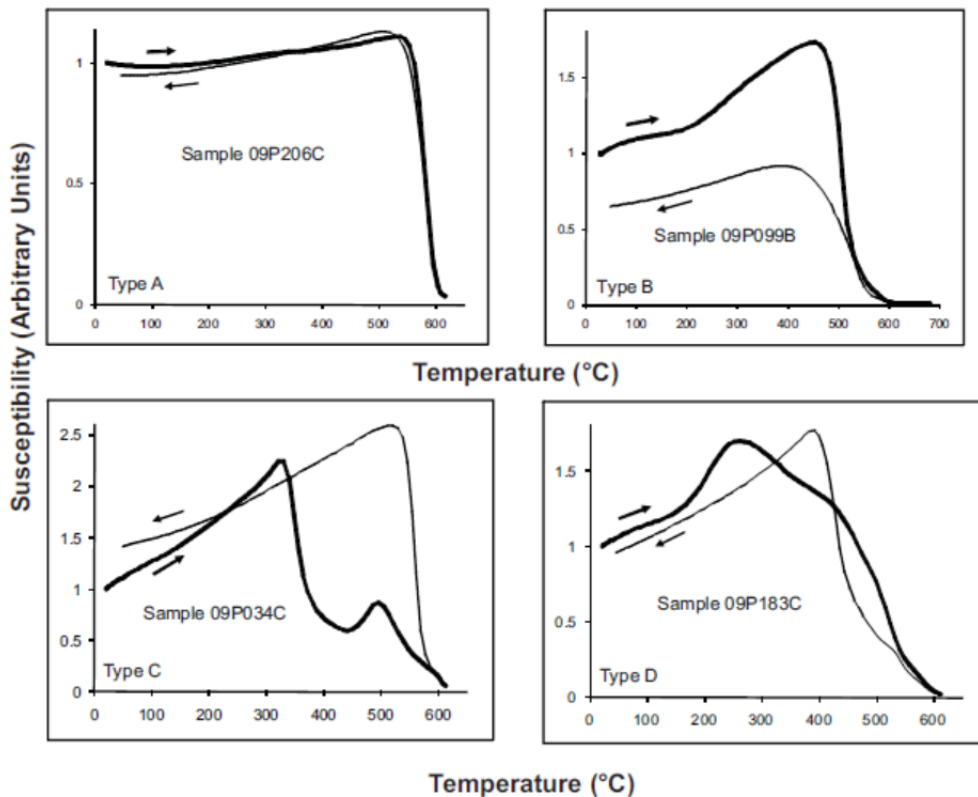 Susceptibility (Arbitrary Units)
1
0.5
0
Sample 09P206C
Type A
0 100 200 300 400 500 600
1.5
1
0.5
0
Sample 09P099B
Type B
0 100 200 300 400 500 600 700
Temperature (°C)
2.5
2
1.5
1
0.5
0
Sample 09P034C
Type C
0 100 200 300 400 500 600
1.5
1
0.5
0
Sample 09P183C
Type D
0 100 200 300 400 500 600
Temperature (°C)